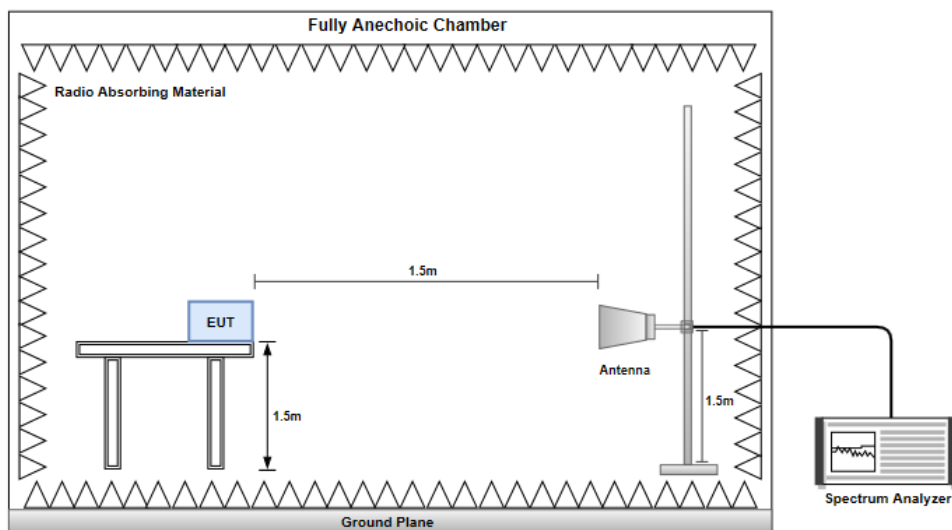 Fully Anechoic Chamber
Radio Absorbing Material
1.5m
EUT
Antenna
1.5m
1.5m
Spectrum Analyzer
Ground Plane